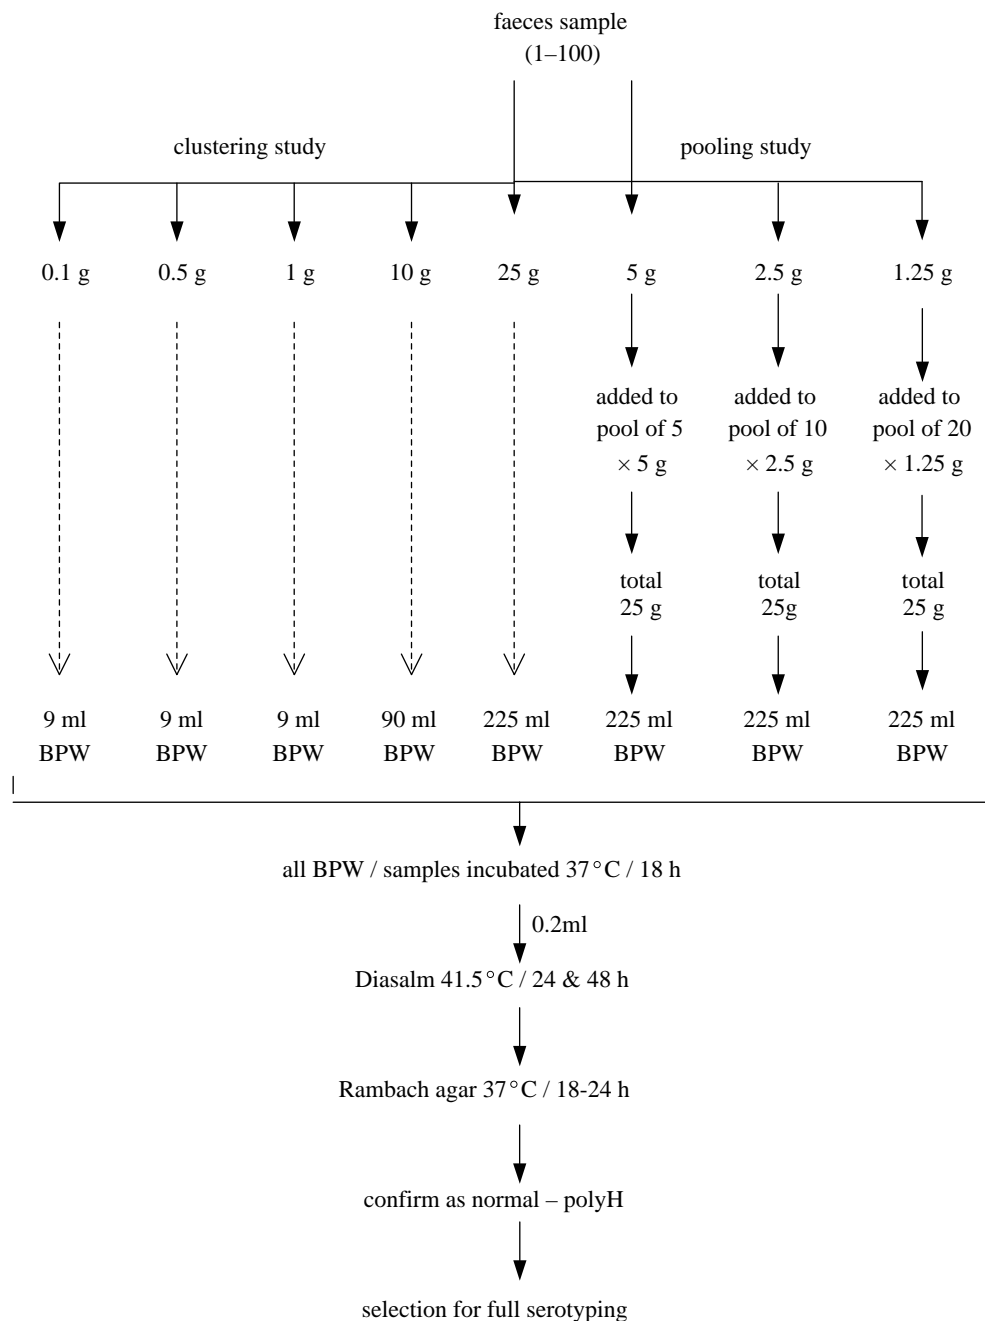 faeces sample
(1–100)
clustering study
pooling study
0.1 g
0.5 g
1 g
10 g
25 g
5 g
2.5 g
1.25 g
added to
pool of 5
× 5 g
added to
pool of 10
× 2.5 g
added to
pool of 20
× 1.25 g
total
25 g
total
25g
total
25 g
9 ml
BPW
9 ml
BPW
9 ml
BPW
90 ml
BPW
225 ml
BPW
225 ml
BPW
225 ml
BPW
225 ml
BPW
all BPW / samples incubated 37°C / 18 h
0.2ml
Diasalm 41.5°C / 24 & 48 h
Rambach agar 37°C / 18-24 h
confirm as normal – polyH
selection for full serotyping